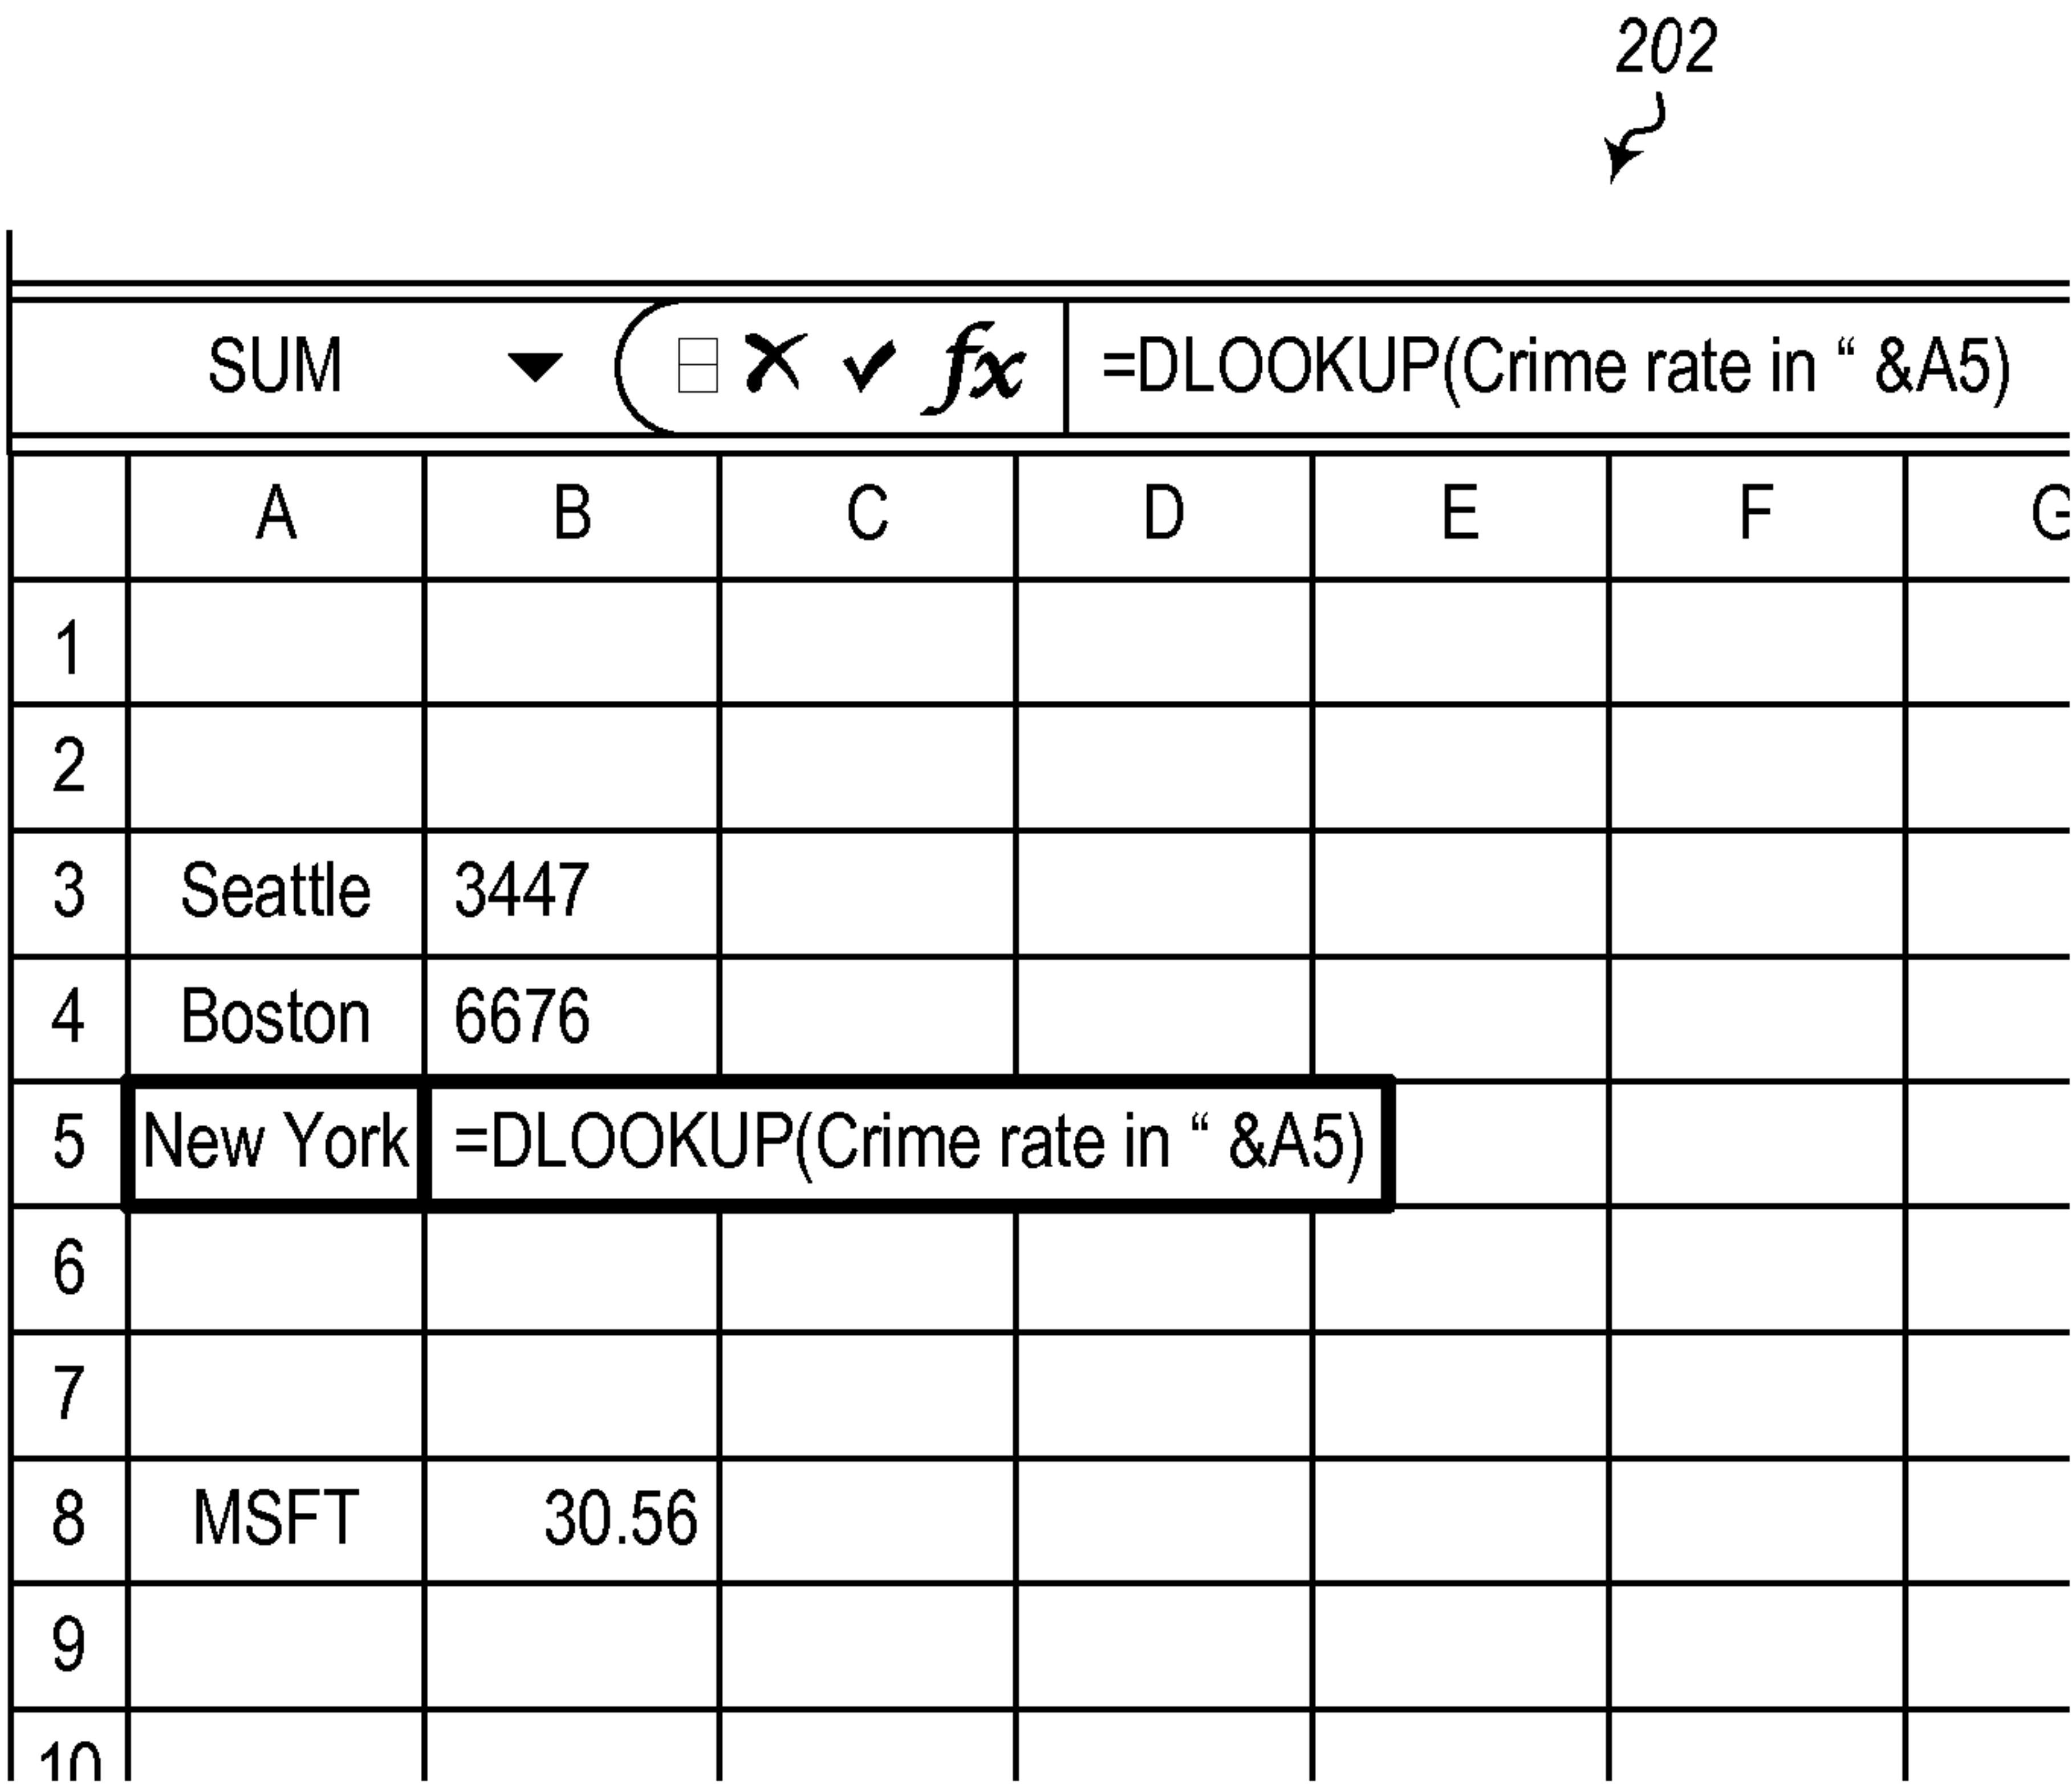 202
SUM fx =DLOOKUP(Crime rate in “ &A5)
A B C D E F G
1
2
3 Seattle 3447
4 Boston 6676
5 New York =DLOOKUP(Crime rate in “ &A5)
6
7
8 MSFT 30.56
9
10